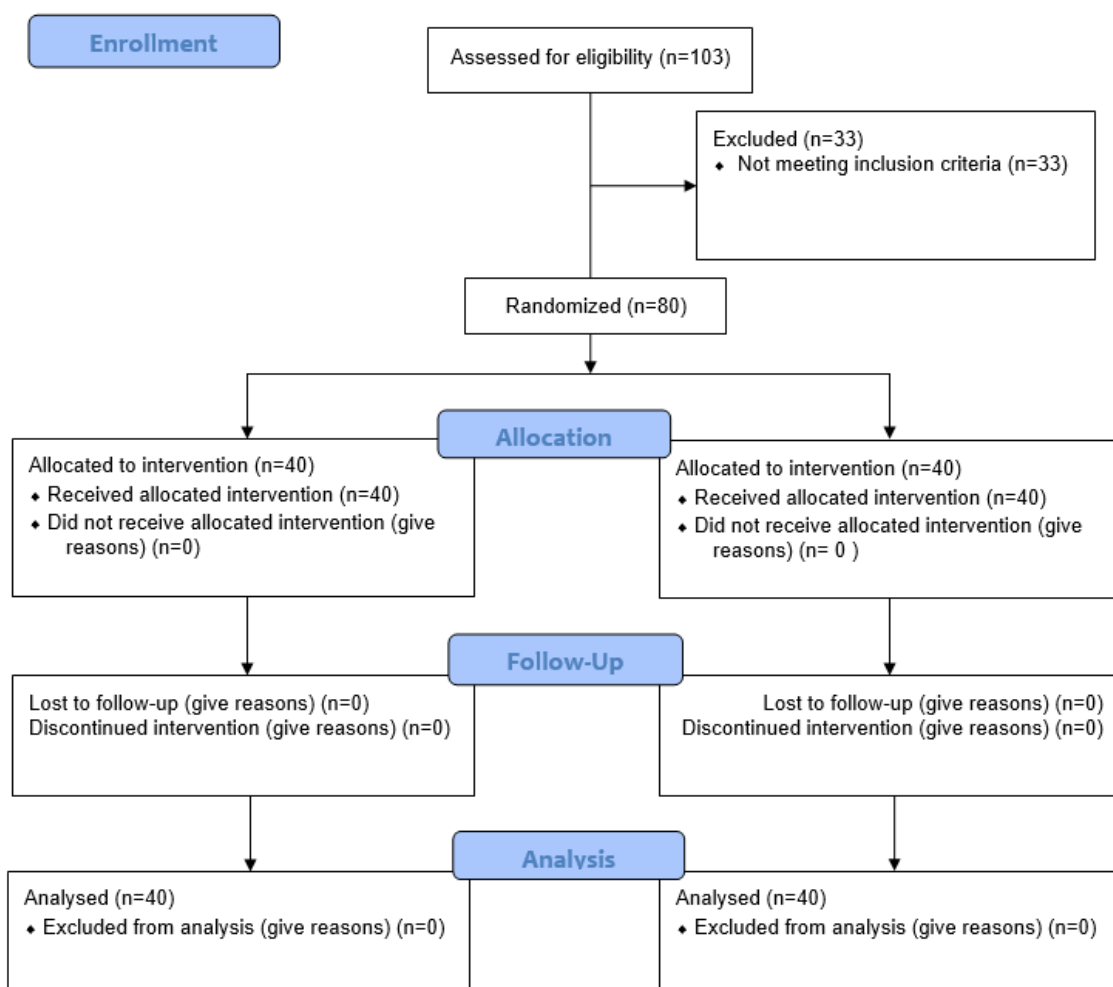 Enrollment
Assessed for eligibility (n=103)
Excluded (n=33)
⬥ Not meeting inclusion criteria (n=33)
Randomized (n=80)
Allocation
Allocated to intervention (n=40)
⬥ Received allocated intervention (n=40)
⬥ Did not receive allocated intervention (give
reasons) (n=0)
Allocated to intervention (n=40)
⬥ Received allocated intervention (n=40)
⬥ Did not receive allocated intervention (give
reasons) (n= 0 )
Follow-Up
Lost to follow-up (give reasons) (n=0)
Discontinued intervention (give reasons) (n=0)
Lost to follow-up (give reasons) (n=0)
Discontinued intervention (give reasons) (n=0)
Analysis
Analysed (n=40)
⬥ Excluded from analysis (give reasons) (n=0)
Analysed (n=40)
⬥ Excluded from analysis (give reasons) (n=0)